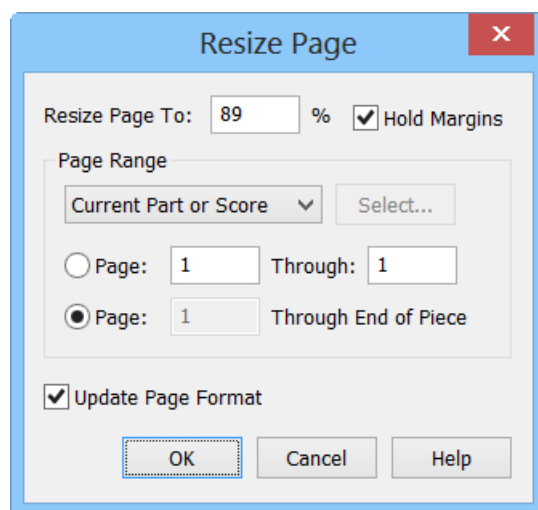 Resize Page
Resize Page To: 89 % Hold Margins
Page Range
Current Part or Score Select...
Page: 1 Through: 1
Page: 1 Through End of Piece
Update Page Format
OK Cancel Help